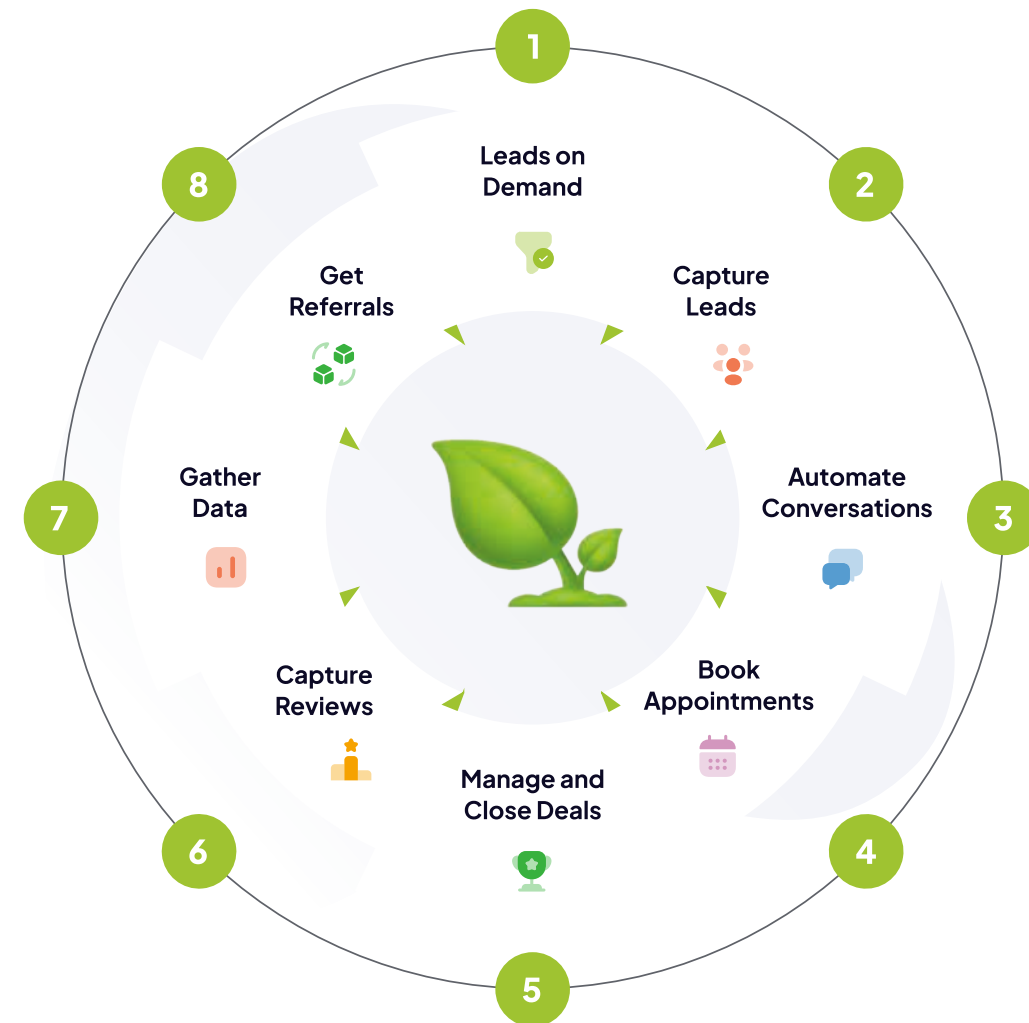 1
Leads on
Demand
2
Capture
Leads
3
Automate
Conversations
4
Book
Appointments
5
Manage and
Close Deals
6
Capture
Reviews
7
Gather
Data
8
Get
Referrals